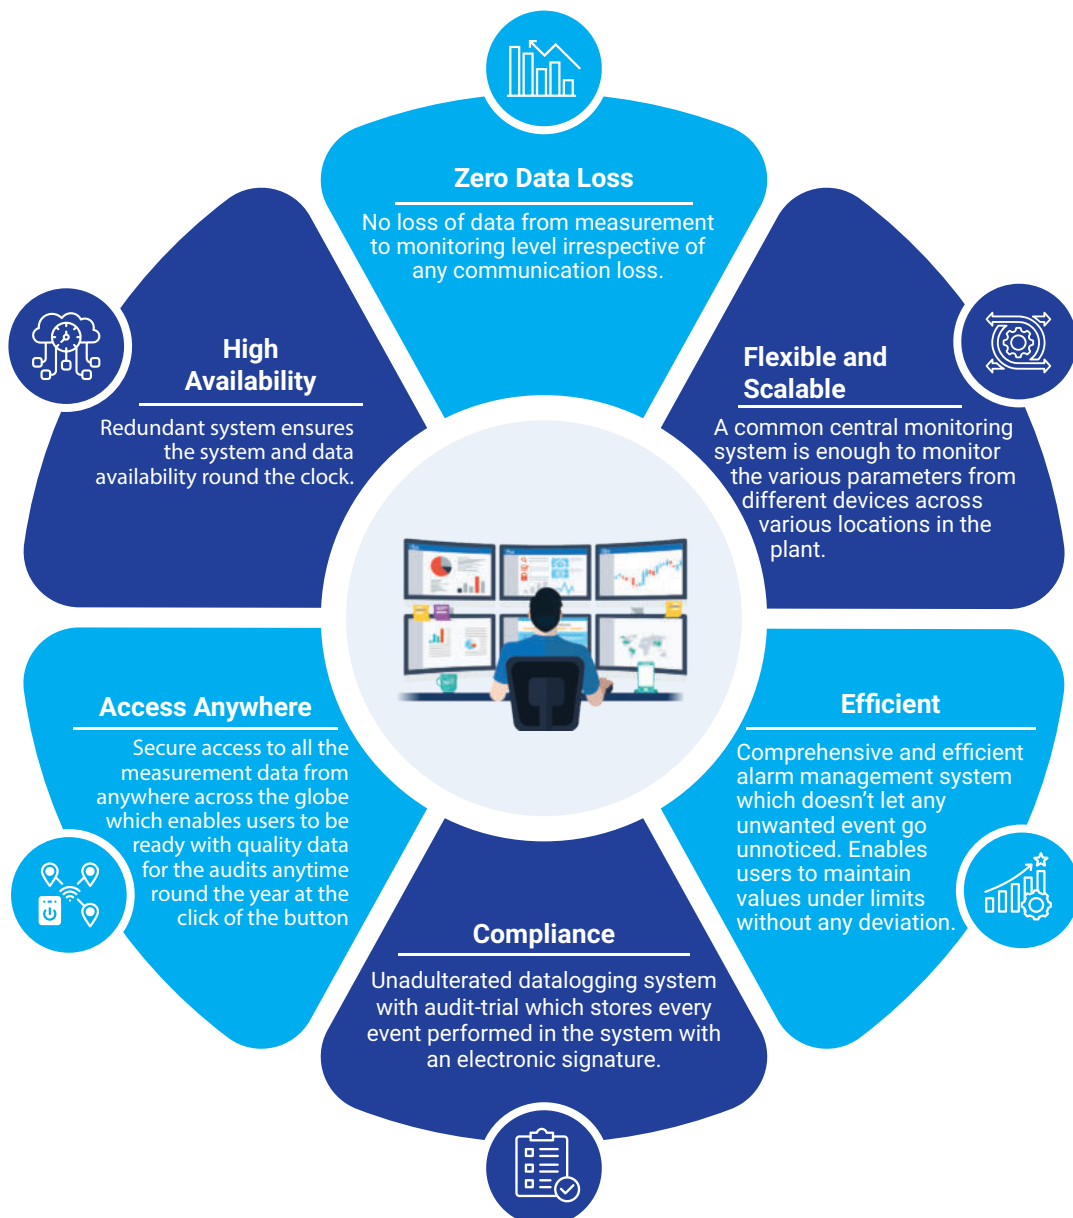 Zero Data Loss
No loss of data from measurement
to monitoring level irrespective of
any communication loss.
Flexible and
Scalable
A common central monitoring
system is enough to monitor
the various parameters from
different devices across
various locations in the
plant.
Efficient
Comprehensive and efficient
alarm management system
which doesn’t let any
unwanted event go
unnoticed. Enables
users to maintain
values under limits
without any deviation.
Compliance
Unadulterated datalogging system
with audit-trial which stores every
event performed in the system with
an electronic signature.
Access Anywhere
Secure access to all the
measurement data from
anywhere across the globe
which enables users to be
ready with quality data
for the audits anytime
round the year at the
click of the button
High
Availability
Redundant system ensures
the system and data
availability round the clock.